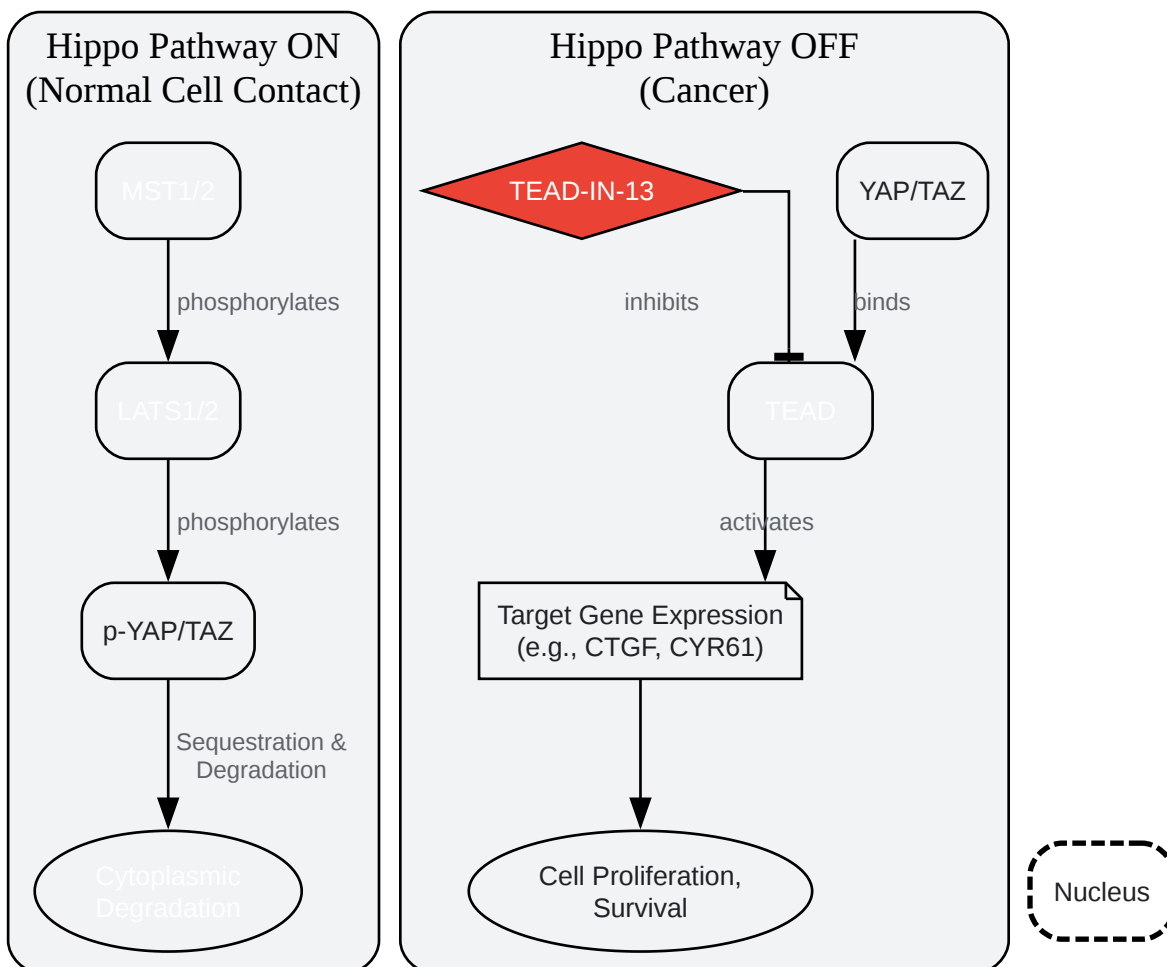 Hippo Pathway ON
(Normal Cell Contact)
MST1/2
phosphorylates
LATS1/2
phosphorylates
p-YAP/TAZ
Sequestration &
Degradation
Cytoplasmic
Degradation
Hippo Pathway OFF
(Cancer)
TEAD-IN-13
YAP/TAZ
inhibits
binds
TEAD
activates
Target Gene Expression
(e.g., CTGF, CYR61)
Cell Proliferation,
Survival
Nucleus